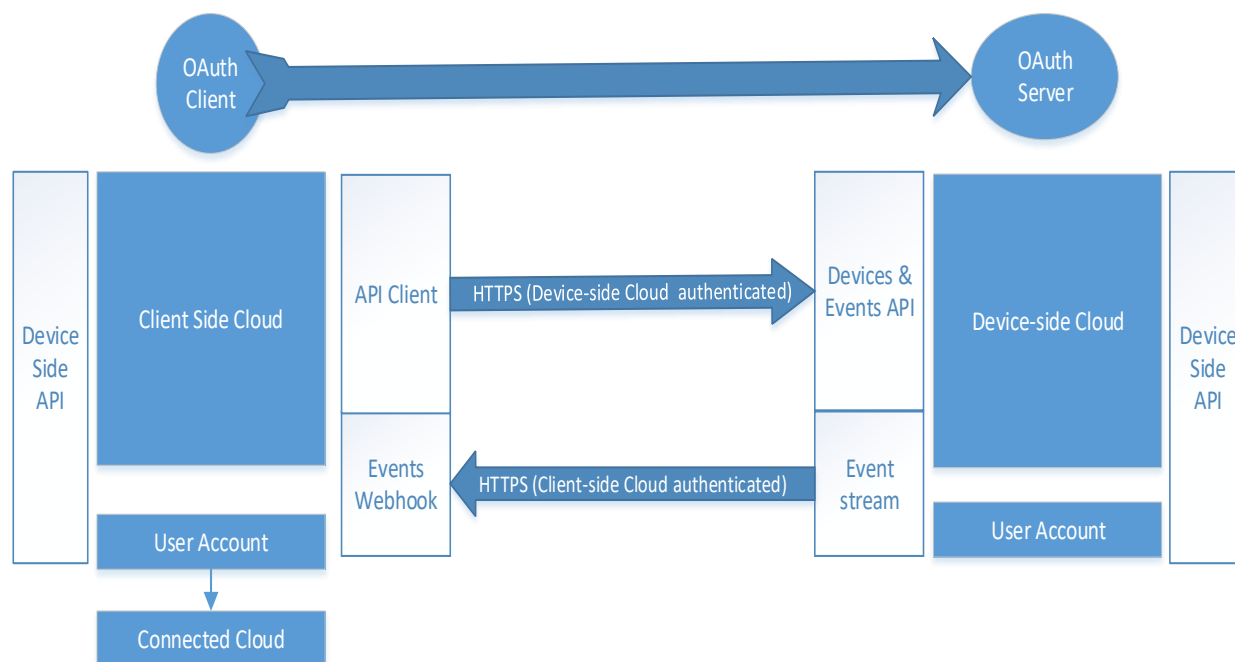 OAuth
Client
OAuth
Server
Device
Side
API
Client Side Cloud
API Client
HTTPS (Device-side Cloud authenticated)
Devices &
Events API
Device-side Cloud
Device
Side
API
Events
Webhook
HTTPS (Client-side Cloud authenticated)
Event
stream
User Account
User Account
Connected Cloud